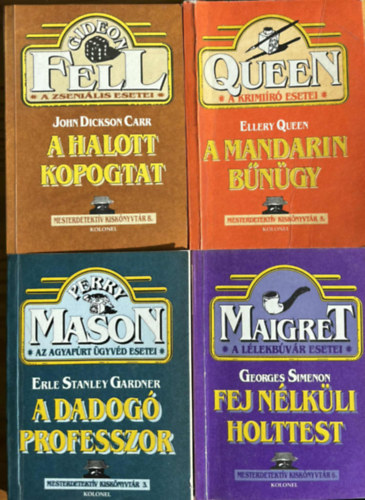 GIDEON
FELL
A ZSENIÁLIS ESETEI
JOHN DICKSON CARR
A HALOTT
KOPOGTAT
MESTERDETEKTÍV KISKÖNYVTÁR 8.
KOLONEL
QUEEN
A KRIMIÍRÓ ESETEI
ELLERY QUEEN
A MANDARIN
BŰNÜGY
MESTERDETEKTÍV KISKÖNYVTÁR 5.
KOLONEL
PERRY
MASON
AZ AGYAFÚRT ÜGYVÉD ESETEI
ERLE STANLEY GARDNER
A DADOGÓ
PROFESSZOR
MESTERDETEKTÍV KISKÖNYVTÁR 3.
KOLONEL
MAIGRET
A LÉLEKBÚVÁR ESETEI
GEORGES SIMENON
FEJ NÉLKÜLI
HOLTTEST
MESTERDETEKTÍV KISKÖNYVTÁR
KOLONEL